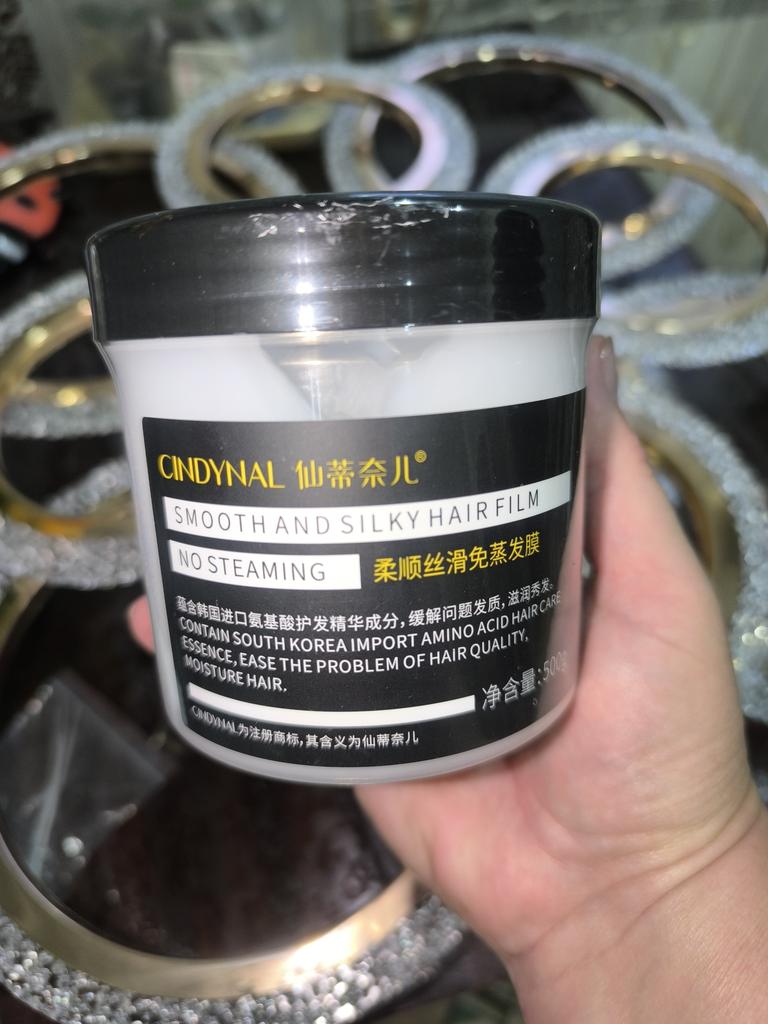 CINDYNAL 仙蒂奈儿®
SMOOTH AND SILKY HAIR FILM
NO STEAMING 柔顺丝滑免蒸发膜
蕴含韩国进口氨基酸护发精华成分，缓解问题发质，滋润秀发。
CONTAIN SOUTH KOREA IMPORT AMINO ACID HAIR CARE
ESSENCE, EASE THE PROBLEM OF HAIR QUALITY,
MOISTURE HAIR.
净含量:500g
CINDYNAL为注册商标，其含义为仙蒂奈儿